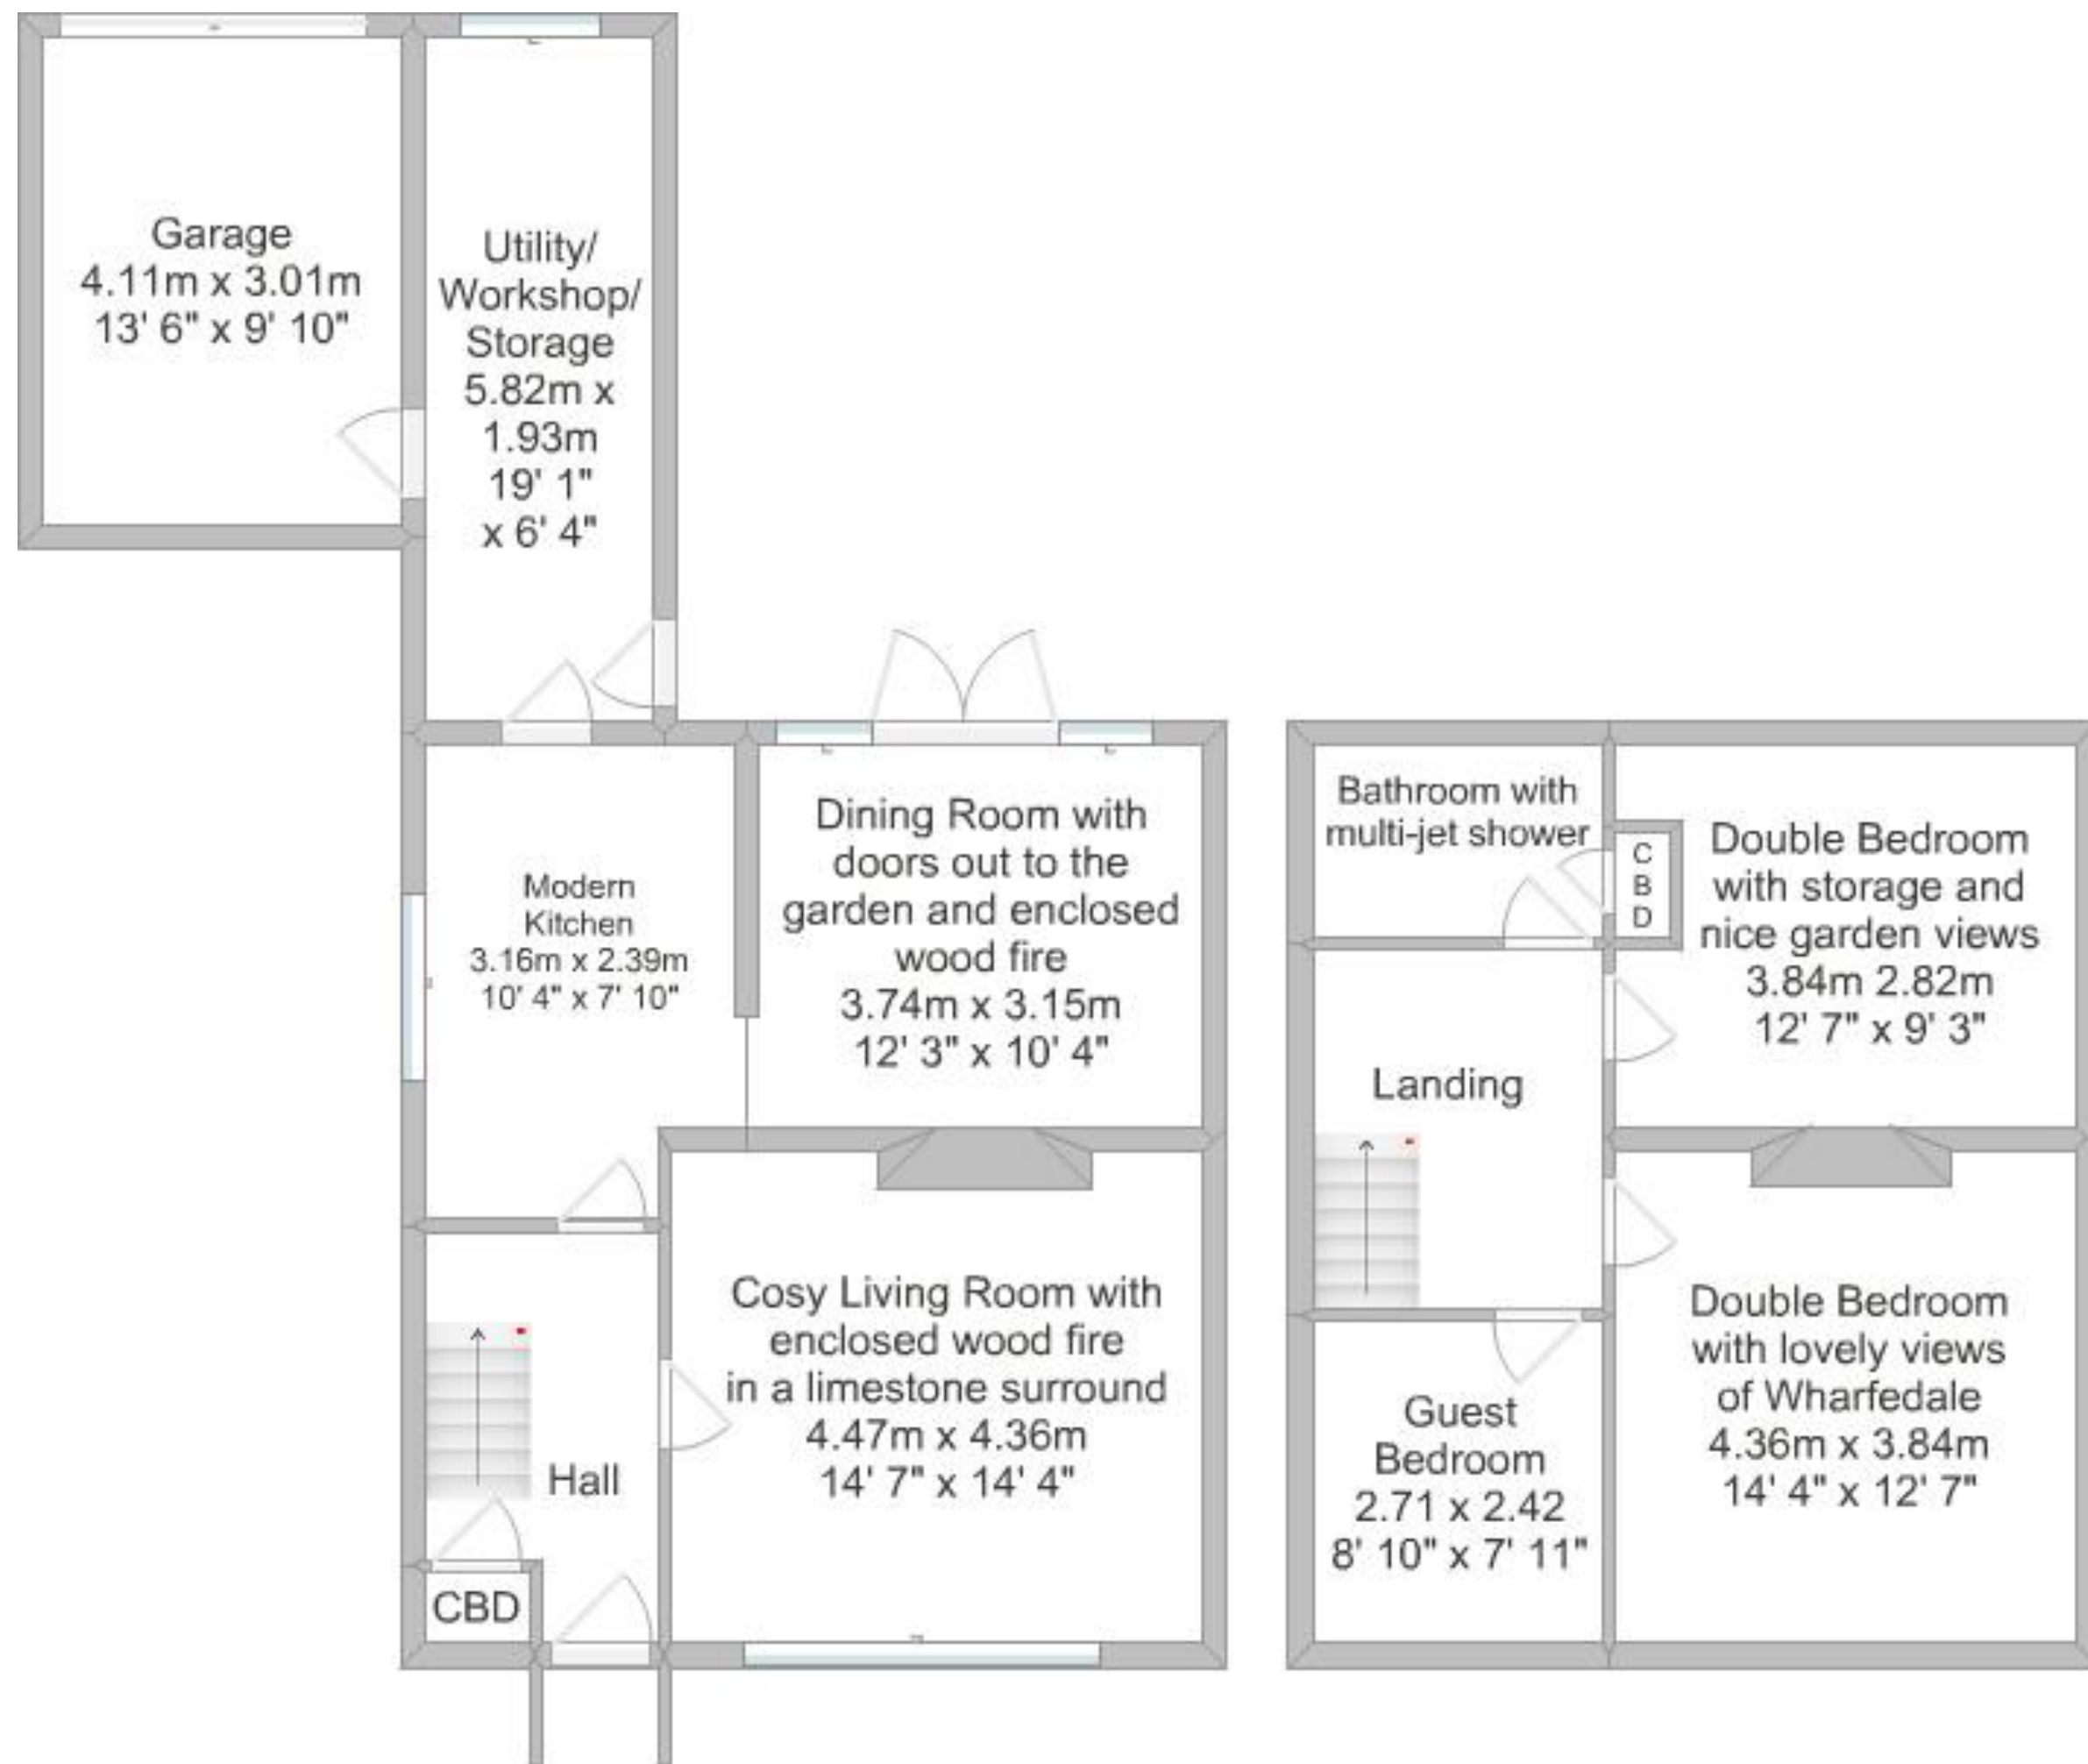 Garage
4.11m x 3.01m
13' 6" x 9' 10"
Utility/
Workshop/
Storage
5.82m x
1.93m
19' 1"
x 6' 4"
Modern
Kitchen
3.16m x 2.39m
10' 4" x 7' 10"
Dining Room with
doors out to the
garden and enclosed
wood fire
3.74m x 3.15m
12' 3" x 10' 4"
Cosy Living Room with
enclosed wood fire
in a limestone surround
4.47m x 4.36m
14' 7" x 14' 4"
Hall
CBD
Bathroom with
multi-jet shower
C
B
D
Double Bedroom
with storage and
nice garden views
3.84m 2.82m
12' 7" x 9' 3"
Landing
Double Bedroom
with lovely views
of Wharfedale
4.36m x 3.84m
14' 4" x 12' 7"
Guest
Bedroom
2.71 x 2.42
8' 10" x 7' 11"